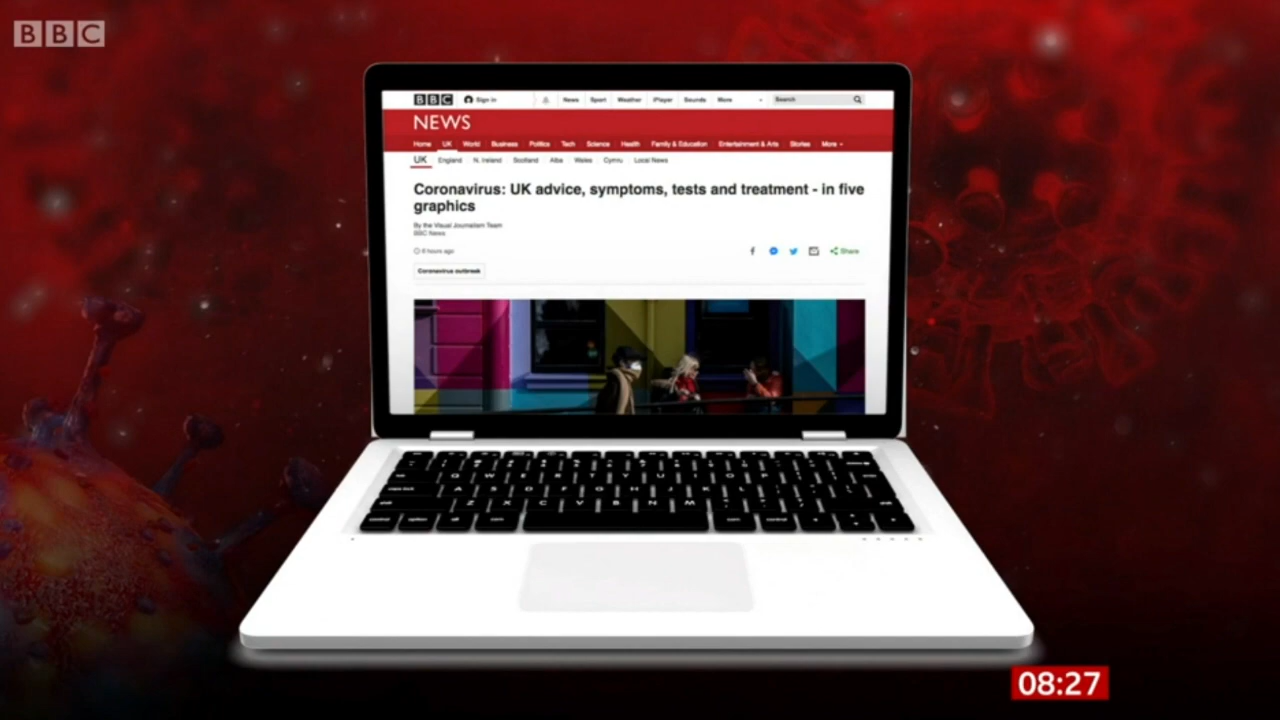 BBC
BBC Sign in News Sport Weather iPlayer Sounds More Search
NEWS
Home UK World Business Politics Tech Science Health Family & Education Entertainment & Arts Stories More
UK England N. Ireland Scotland Alba Wales Cymru Local News
Coronavirus: UK advice, symptoms, tests and treatment - in five
graphics
By the Visual Journalism Team
BBC News
6 hours ago
Share
Coronavirus outbreak
Q W E R T Y U I O P
A S D F G H J K L
Z X C V B N M
08:27